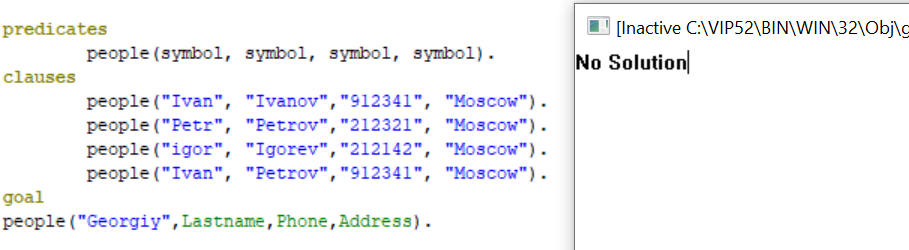 predicates
people(symbol, symbol, symbol, symbol).
clauses
people("Ivan", "Ivanov","912341", "Moscow").
people("Petr", "Petrov","212321", "Moscow").
people("igor", "Igorev","212142", "Moscow").
people("Ivan", "Petrov","912341", "Moscow").
goal
people("Georgiy",Lastname,Phone,Address).
[Inactive C:\VIP52\BIN\WIN\32\Obj\g
No Solution